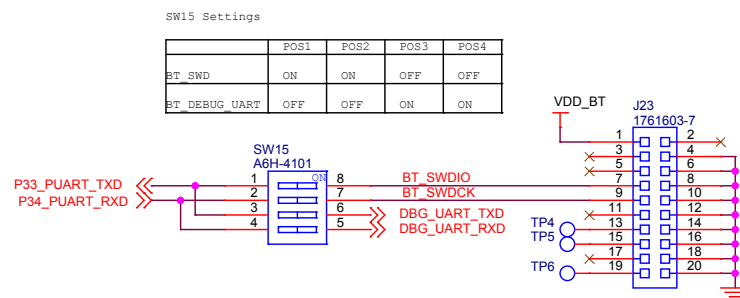 SW15 Settings
POS1 POS2 POS3 POS4
BT_SWD ON ON OFF OFF
BT_DEBUG_UART OFF OFF ON ON
VDD_BT
J23
1761603-7
SW15
A6H-4101
ON
P33_PUART_TXD 1 8 BT_SWDIO
P34_PUART_RXD 2 7 BT_SWDCK
3 6 DBG_UART_TXD
4 5 DBG_UART_RXD
1 2
3 4
5 6
7 8
9 10
11 12
TP4 13 14
TP5 15 16
17 18
TP6 19 20